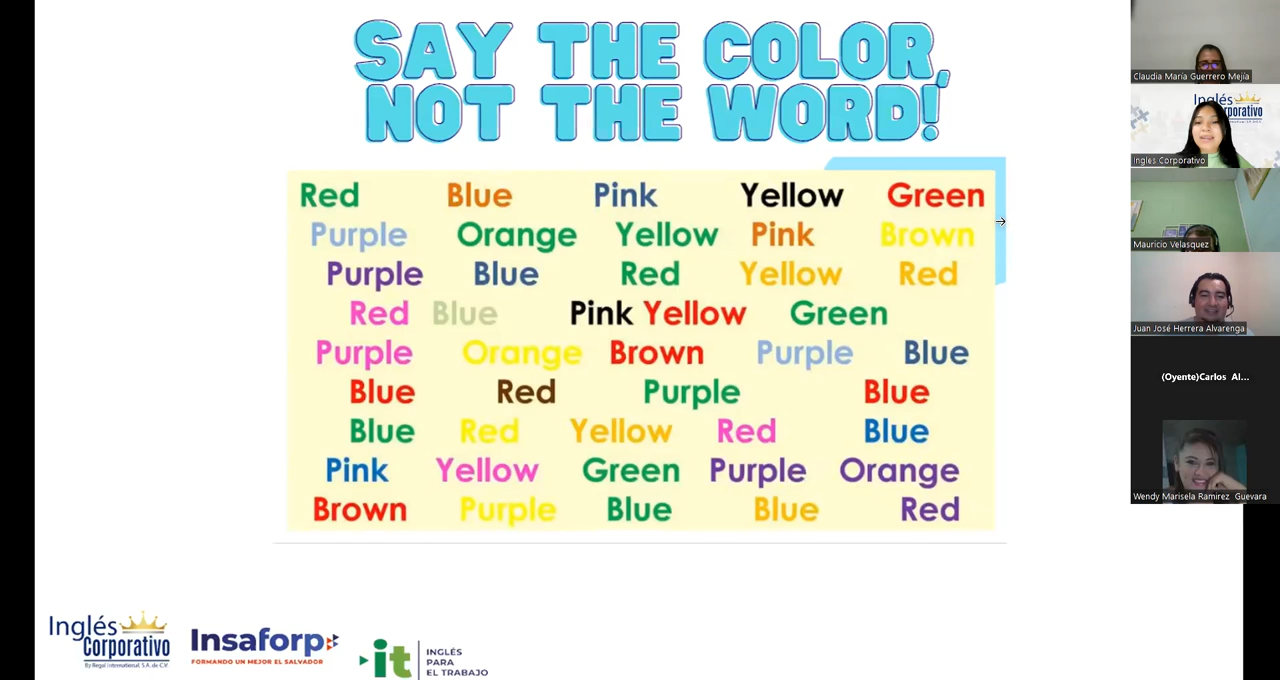 SAY THE COLOR,
NOT THE WORD!
Red Blue Pink Yellow Green
Purple Orange Yellow Pink Brown
Purple Blue Red Yellow Red
Red Blue Pink Yellow Green
Purple Orange Brown Purple Blue
Blue Red Purple Blue
Blue Red Yellow Red Blue
Pink Yellow Green Purple Orange
Brown Purple Blue Blue Red
Inglés
Corporativo
By Regal International, S.A. de C.V.
Insaforp
FORMANDO UN MEJOR EL SALVADOR
it
INGLÉS
PARA
EL TRABAJO
Claudia María Guerrero Mejía
Inglés
Corporativo
Ingles Corporativo
Mauricio Velasquez
Juan José Herrera Alvarenga
(Oyente)Carlos Al...
Wendy Marisela Ramirez Guevara